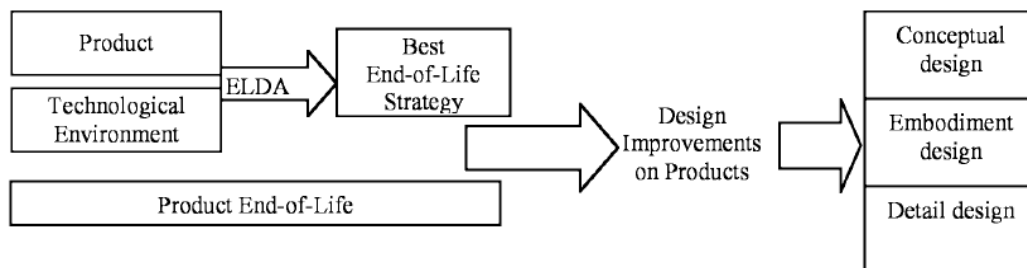 Product
Technological
Environment
ELDA
Best
End-of-Life
Strategy
Product End-of-Life
Design
Improvements
on Products
Conceptual
design
Embodiment
design
Detail design